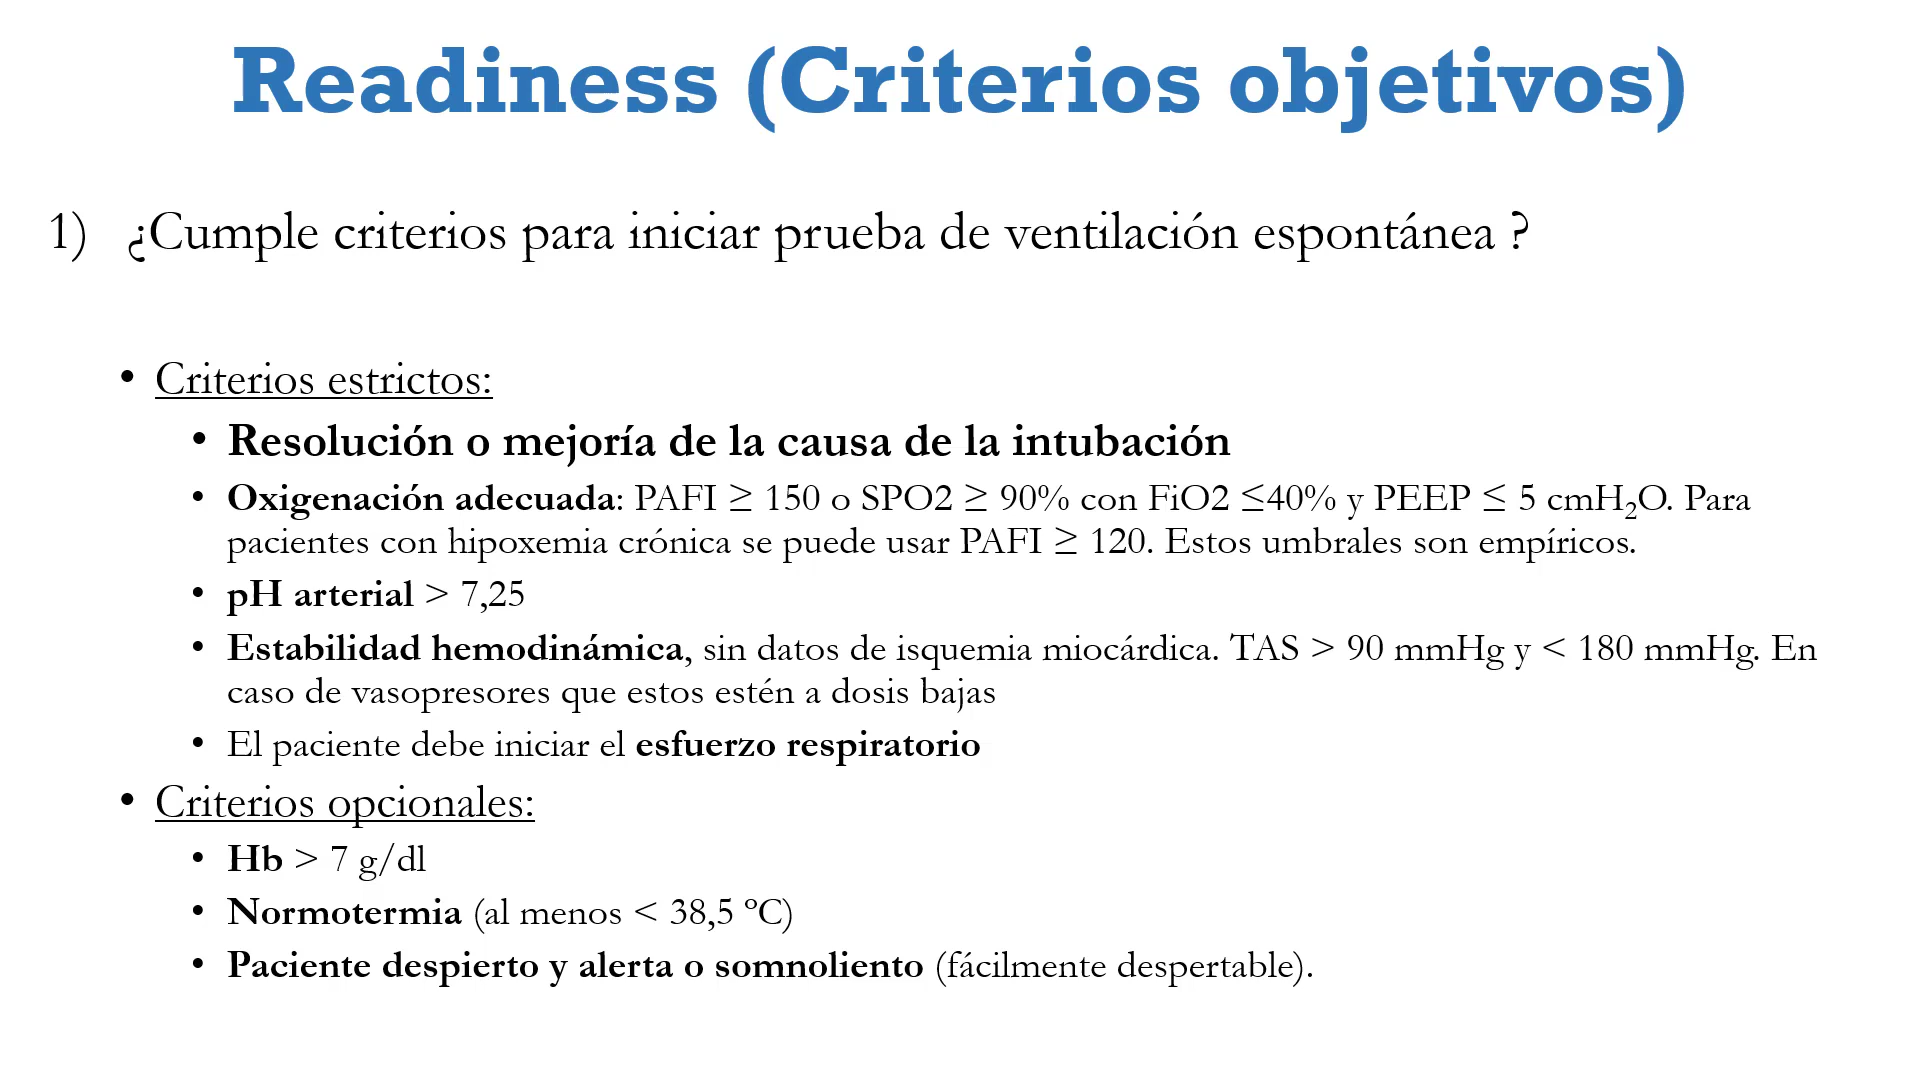 Readiness (Criterios objetivos)
1) ¿Cumple criterios para iniciar prueba de ventilación espontánea ?
• Criterios estrictos:
• Resolución o mejoría de la causa de la intubación
• Oxigenación adecuada: PAFI ≥ 150 o SPO2 ≥ 90% con FiO2 ≤40% y PEEP ≤ 5 cmH₂O. Para
pacientes con hipoxemia crónica se puede usar PAFI ≥ 120. Estos umbrales son empíricos.
• pH arterial > 7,25
• Estabilidad hemodinámica, sin datos de isquemia miocárdica. TAS > 90 mmHg y < 180 mmHg. En
caso de vasopresores que estos estén a dosis bajas
• El paciente debe iniciar el esfuerzo respiratorio
• Criterios opcionales:
• Hb > 7 g/dl
• Normotermia (al menos < 38,5 ºC)
• Paciente despierto y alerta o somnoliento (fácilmente despertable).